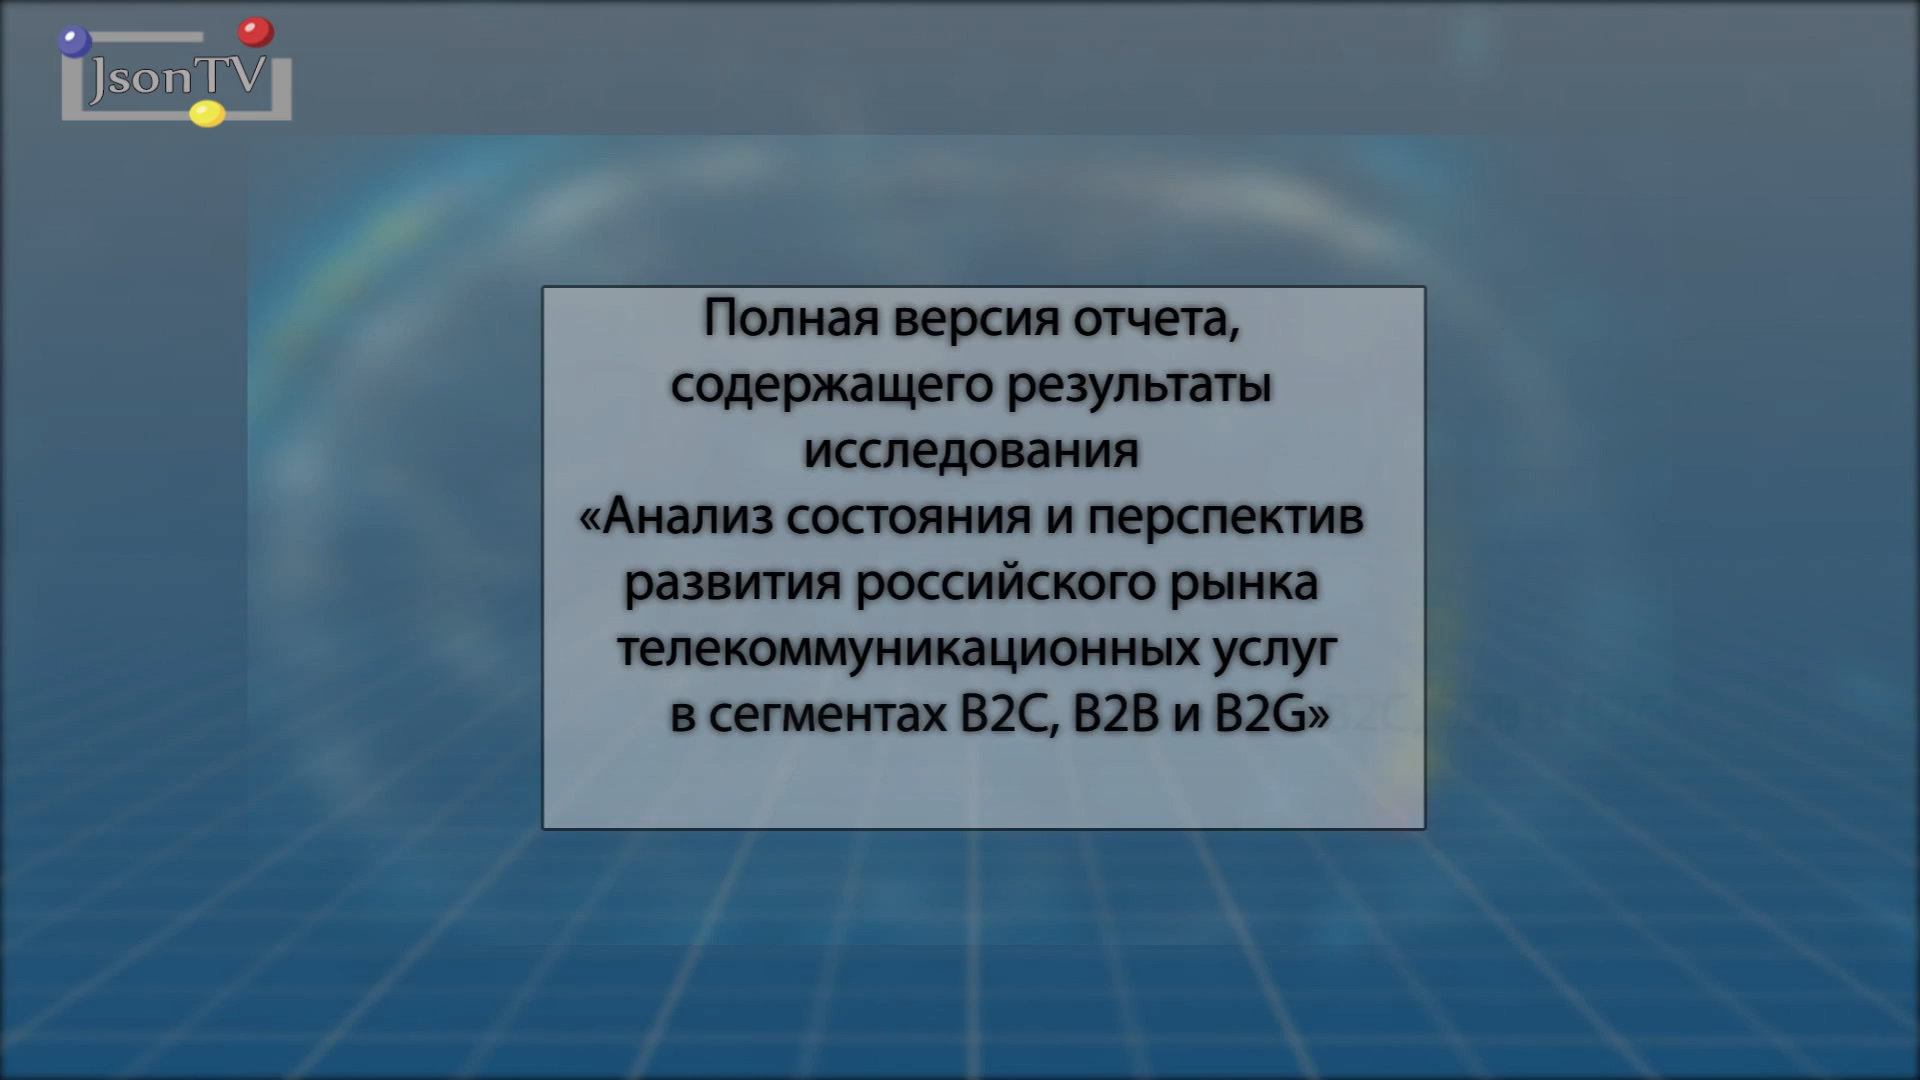 JsonTV
Полная версия отчета,
содержащего результаты
исследования
«Анализ состояния и перспектив
развития российского рынка
телекоммуникационных услуг
в сегментах B2C, B2B и B2G»